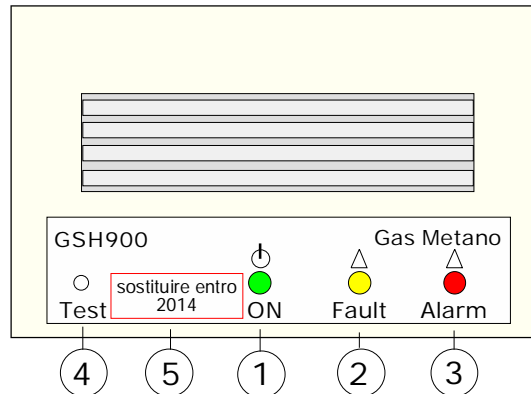 GSH900
Gas Metano
Test
sostituire entro
2014
ON
Fault
Alarm
4
5
1
2
3